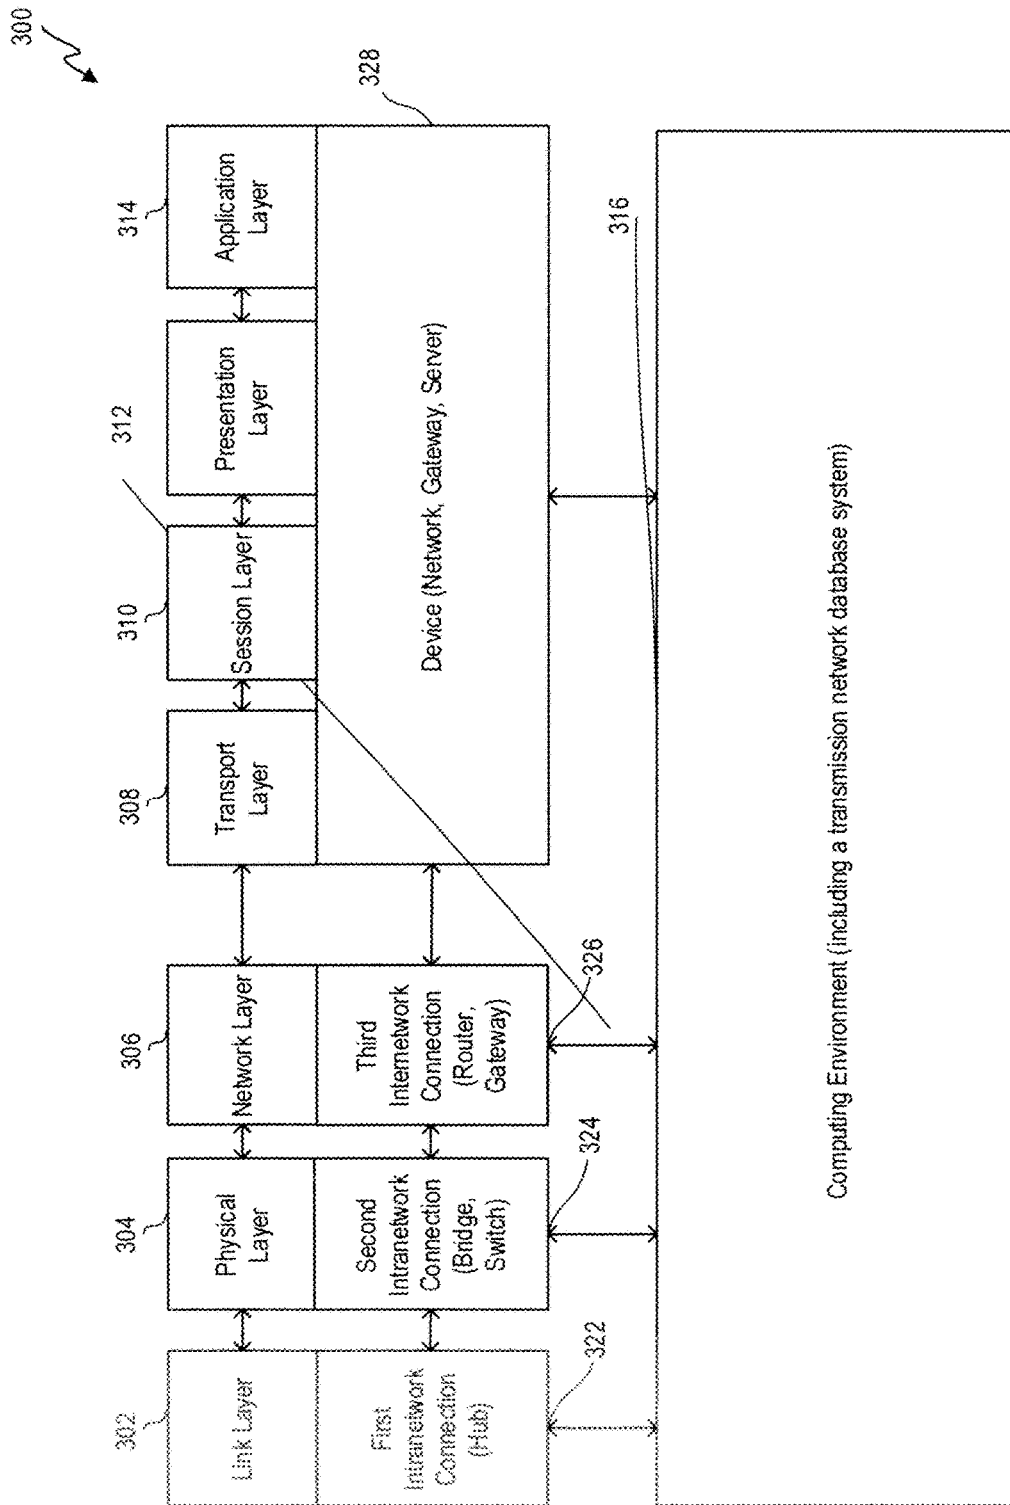 300
302
304
306
308
310
312
314
Link Layer
Physical
Layer
Network Layer
Transport
Layer
Session Layer
Presentation
Layer
Application
Layer
First
Intranetwork
Connection
(Hub)
Second
Intranetwork
Connection
(Bridge,
Switch)
Third
Internetwork
Connection
(Router,
Gateway)
Device (Network, Gateway, Server)
328
322
324
326
316
Computing Environment (including a transmission network database system)